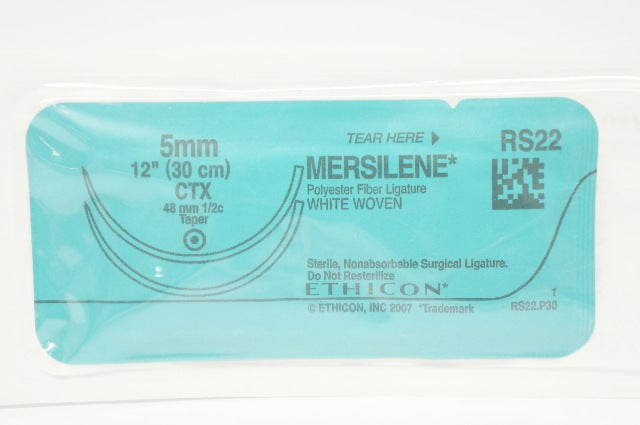 5mm
12" (30 cm)
CTX
48 mm 1/2c
Taper
TEAR HERE
MERSILENE*
Polyester Fiber Ligature
WHITE WOVEN
RS22
Sterile, Nonabsorbable Surgical Ligature.
Do Not Resterilize
ETHICON*
© ETHICON, INC 2007 *Trademark
1
RS22.P30